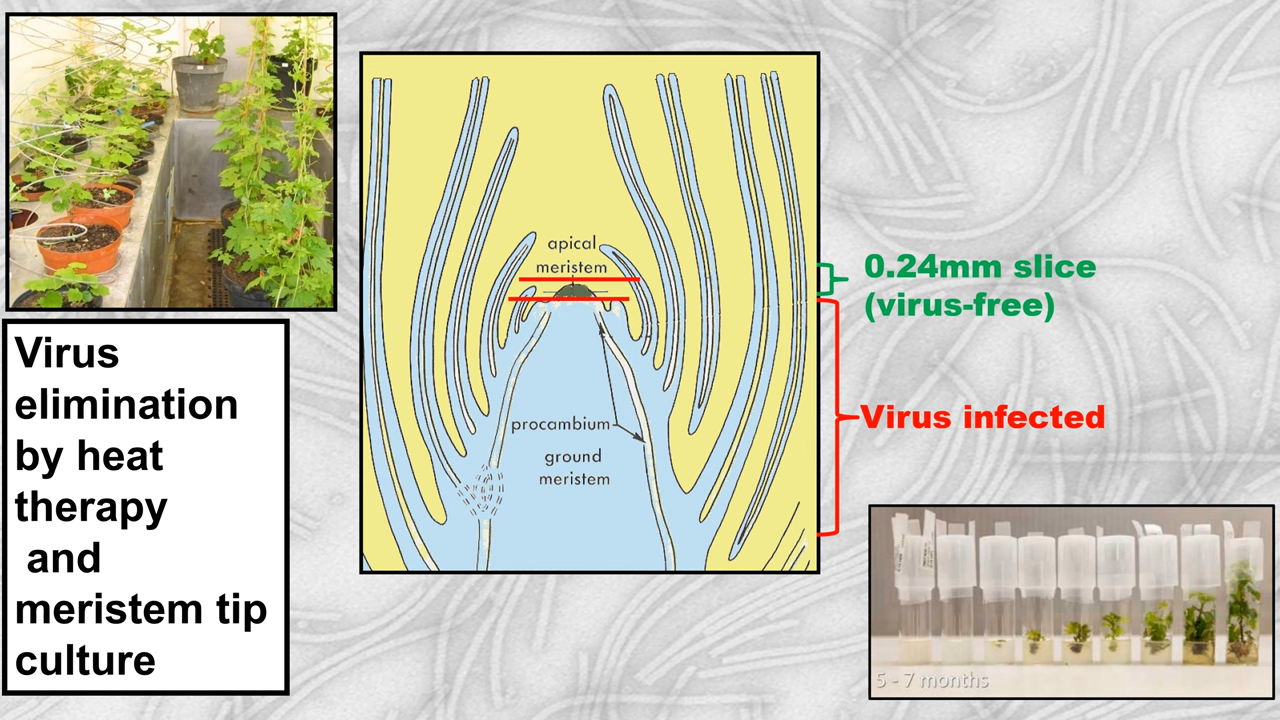 Virus
elimination
by heat
therapy
and
meristem tip
culture
apical
meristem
procambium
ground
meristem
0.24mm slice
(virus-free)
Virus infected
5 - 7 months